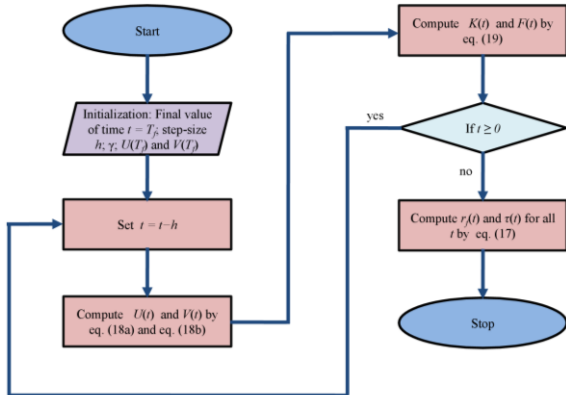 Start
Initialization: Final value
of time t = Tf; step-size
h; γ; U(Tf) and V(Tf)
Set t = t−h
Compute U(t) and V(t) by
eq. (18a) and eq. (18b)
Compute K(t) and F(t) by
eq. (19)
If t ≥ 0
yes
no
Compute rj(t) and τ(t) for all
t by eq. (17)
Stop